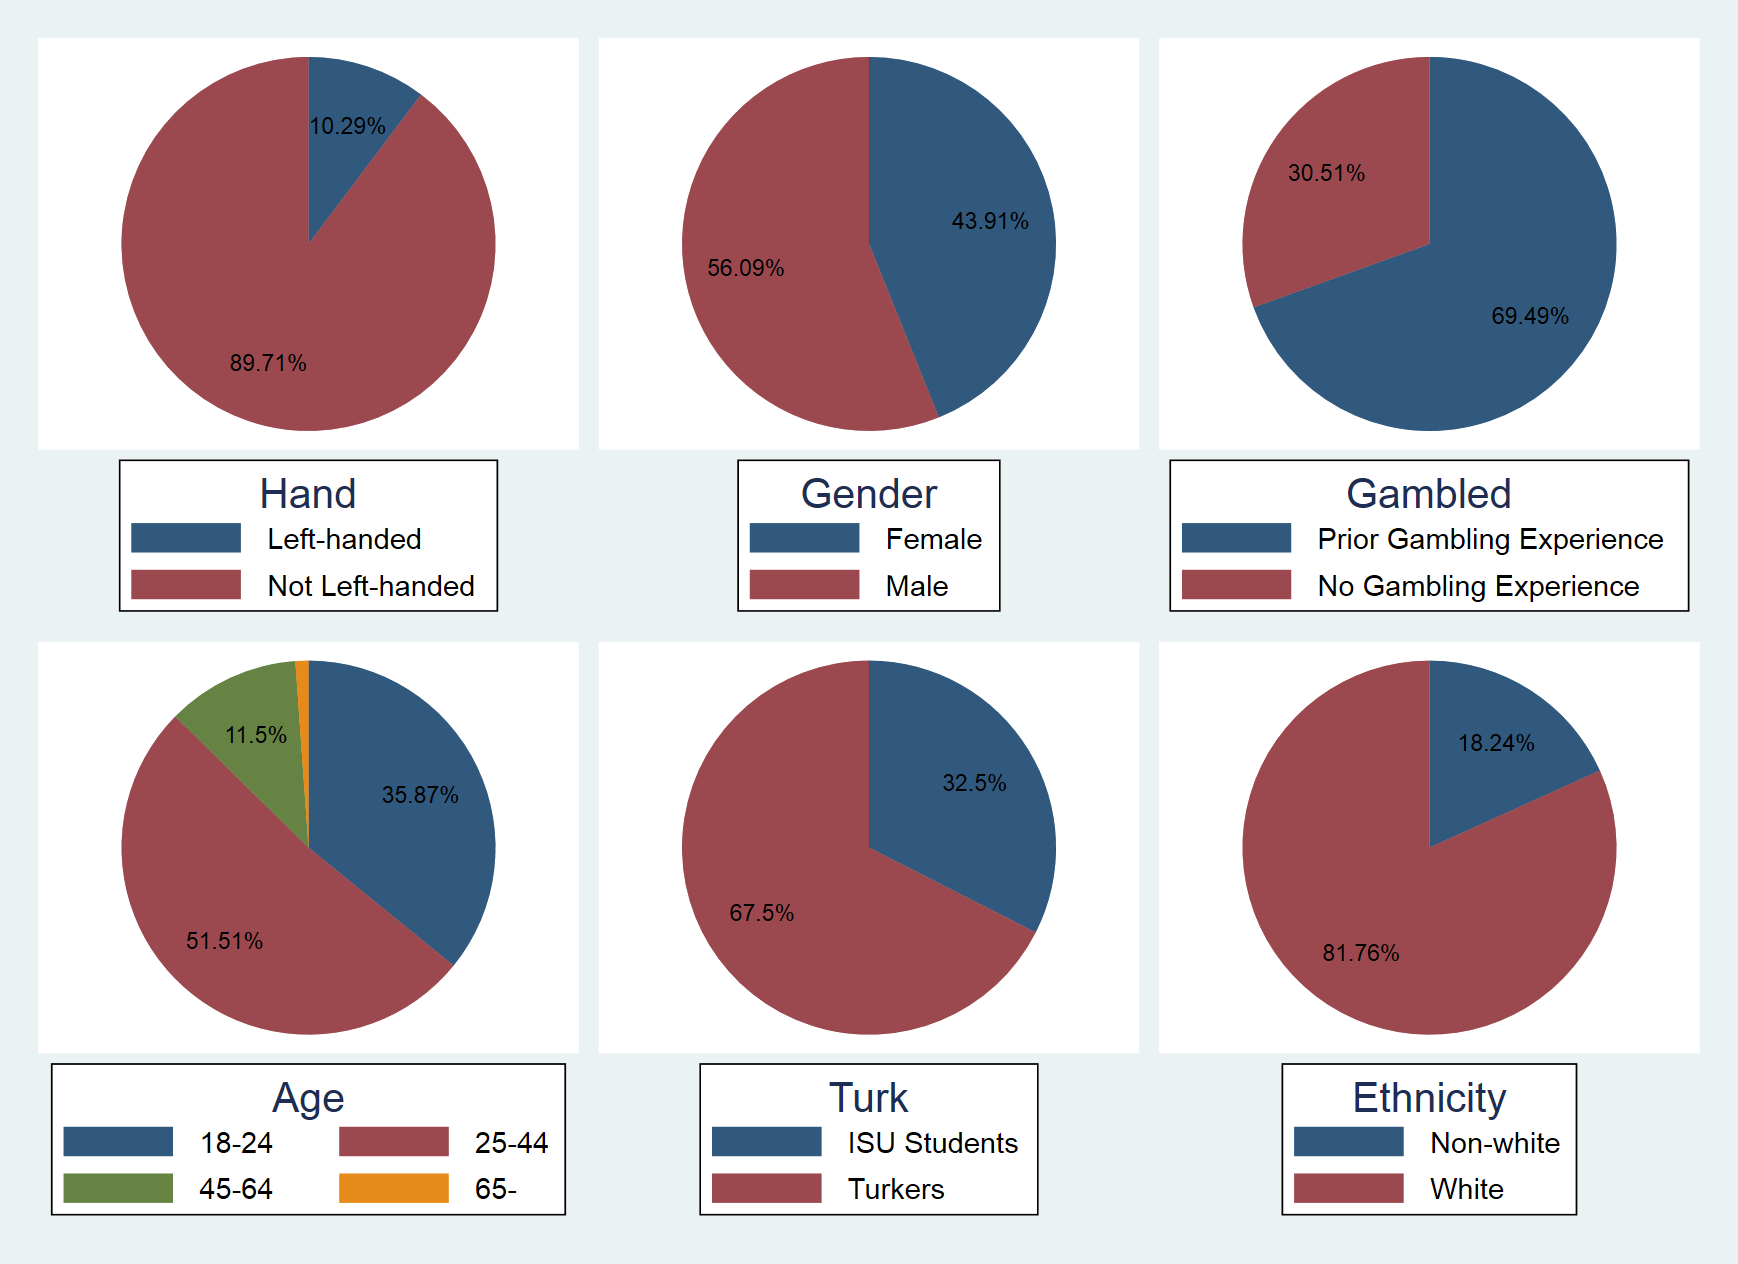 10.29%
89.71%
Hand
Left-handed
Not Left-handed
43.91%
56.09%
Gender
Female
Male
30.51%
69.49%
Gambled
Prior Gambling Experience
No Gambling Experience
11.5%
35.87%
51.51%
Age
18-24 25-44
45-64 65-
32.5%
67.5%
Turk
ISU Students
Turkers
18.24%
81.76%
Ethnicity
Non-white
White